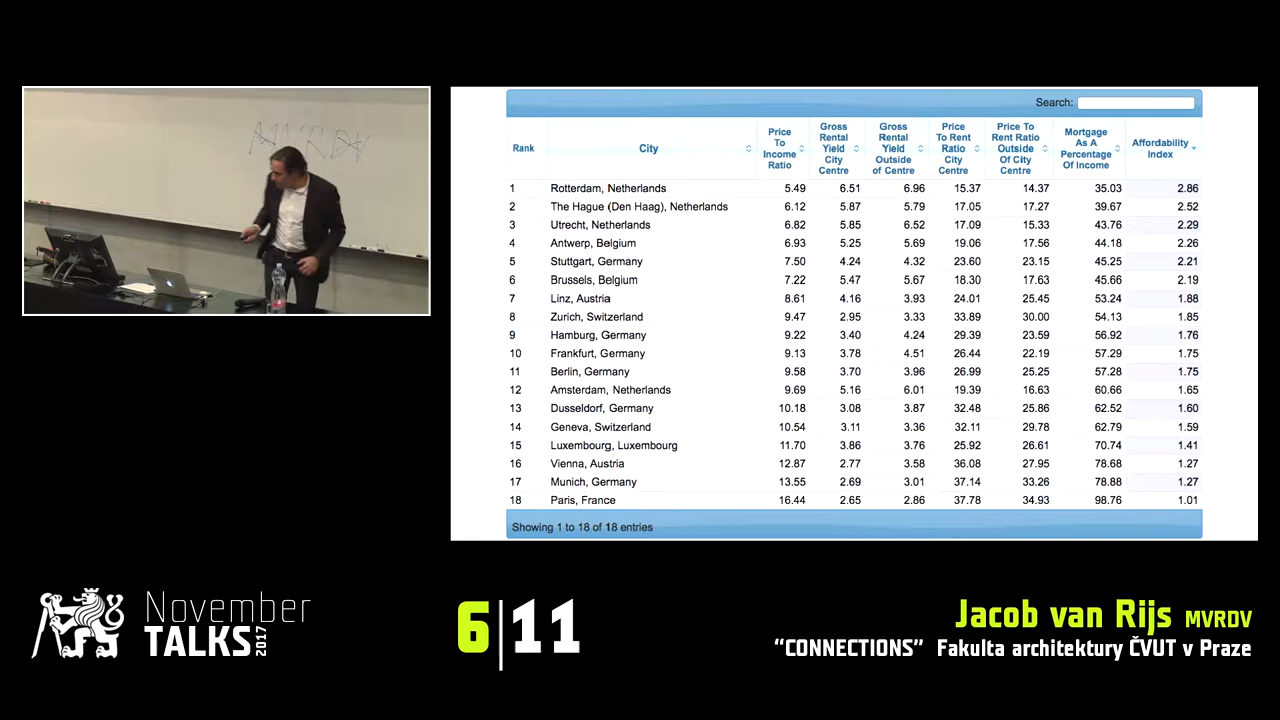 MVRDV
Search:
Rank City Price To Income Ratio Gross Rental Yield City Centre Gross Rental Yield Outside of Centre Price To Rent Ratio City Centre Price To Rent Ratio Outside Of City Centre Mortgage As A Percentage Of Income Affordability Index
1 Rotterdam, Netherlands 5.49 6.51 6.96 15.37 14.37 35.03 2.86
2 The Hague (Den Haag), Netherlands 6.12 5.87 5.79 17.05 17.27 39.67 2.52
3 Utrecht, Netherlands 6.82 5.85 6.52 17.09 15.33 43.76 2.29
4 Antwerp, Belgium 6.93 5.25 5.69 19.06 17.56 44.18 2.26
5 Stuttgart, Germany 7.50 4.24 4.32 23.60 23.15 45.25 2.21
6 Brussels, Belgium 7.22 5.47 5.67 18.30 17.63 45.66 2.19
7 Linz, Austria 8.61 4.16 3.93 24.01 25.45 53.24 1.88
8 Zurich, Switzerland 9.47 2.95 3.33 33.89 30.00 54.13 1.85
9 Hamburg, Germany 9.22 3.40 4.24 29.39 23.59 56.92 1.76
10 Frankfurt, Germany 9.13 3.78 4.51 26.44 22.19 57.29 1.75
11 Berlin, Germany 9.58 3.70 3.96 26.99 25.25 57.28 1.75
12 Amsterdam, Netherlands 9.69 5.16 6.01 19.39 16.63 60.66 1.65
13 Dusseldorf, Germany 10.18 3.08 3.87 32.48 25.86 62.52 1.60
14 Geneva, Switzerland 10.54 3.11 3.36 32.11 29.78 62.79 1.59
15 Luxembourg, Luxembourg 11.70 3.86 3.76 25.92 26.61 70.74 1.41
16 Vienna, Austria 12.87 2.77 3.58 36.08 27.95 78.68 1.27
17 Munich, Germany 13.55 2.69 3.01 37.14 33.26 78.88 1.27
18 Paris, France 16.44 2.65 2.86 37.78 34.93 98.76 1.01
Showing 1 to 18 of 18 entries
November
TALKS 2017
6|11
Jacob van Rijs MVRDV
“CONNECTIONS” Fakulta architektury ČVUT v Praze